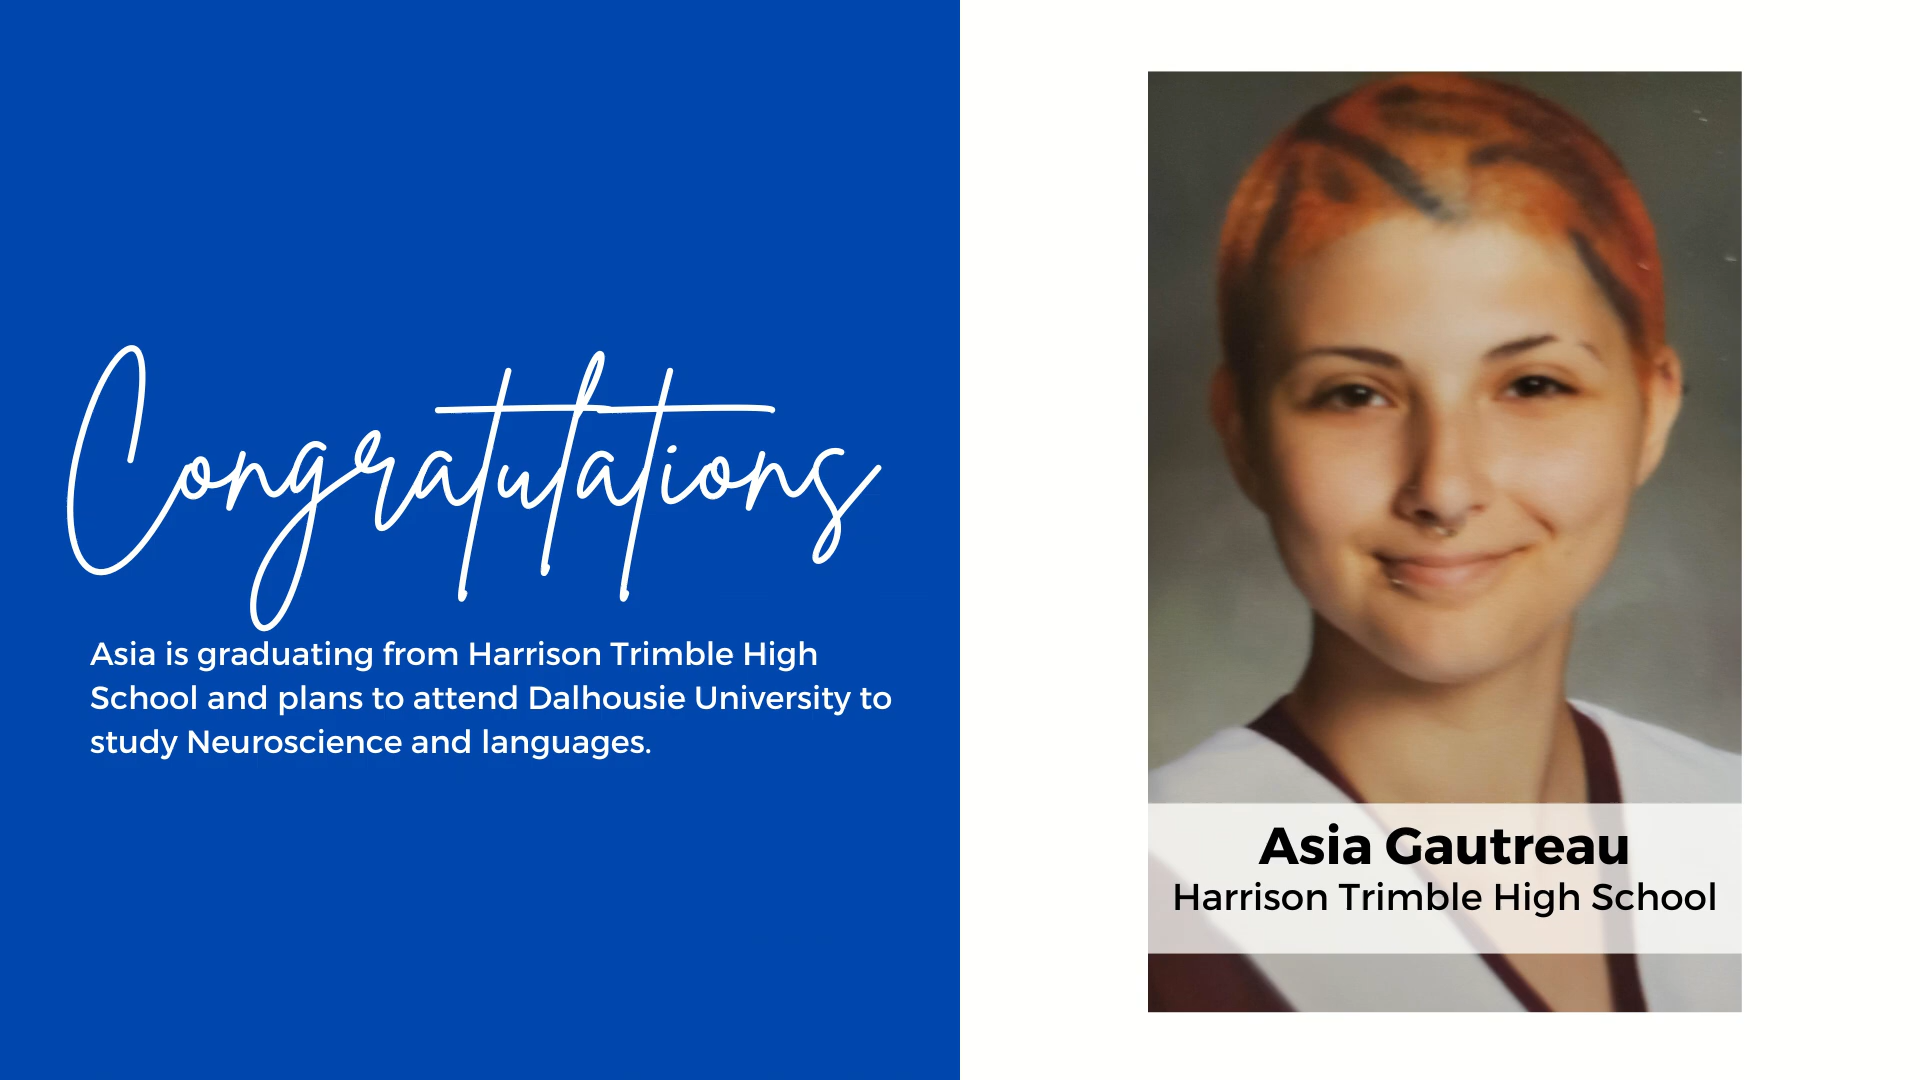 Congratulations
Asia is graduating from Harrison Trimble High
School and plans to attend Dalhousie University to
study Neuroscience and languages.
Asia Gautreau
Harrison Trimble High School